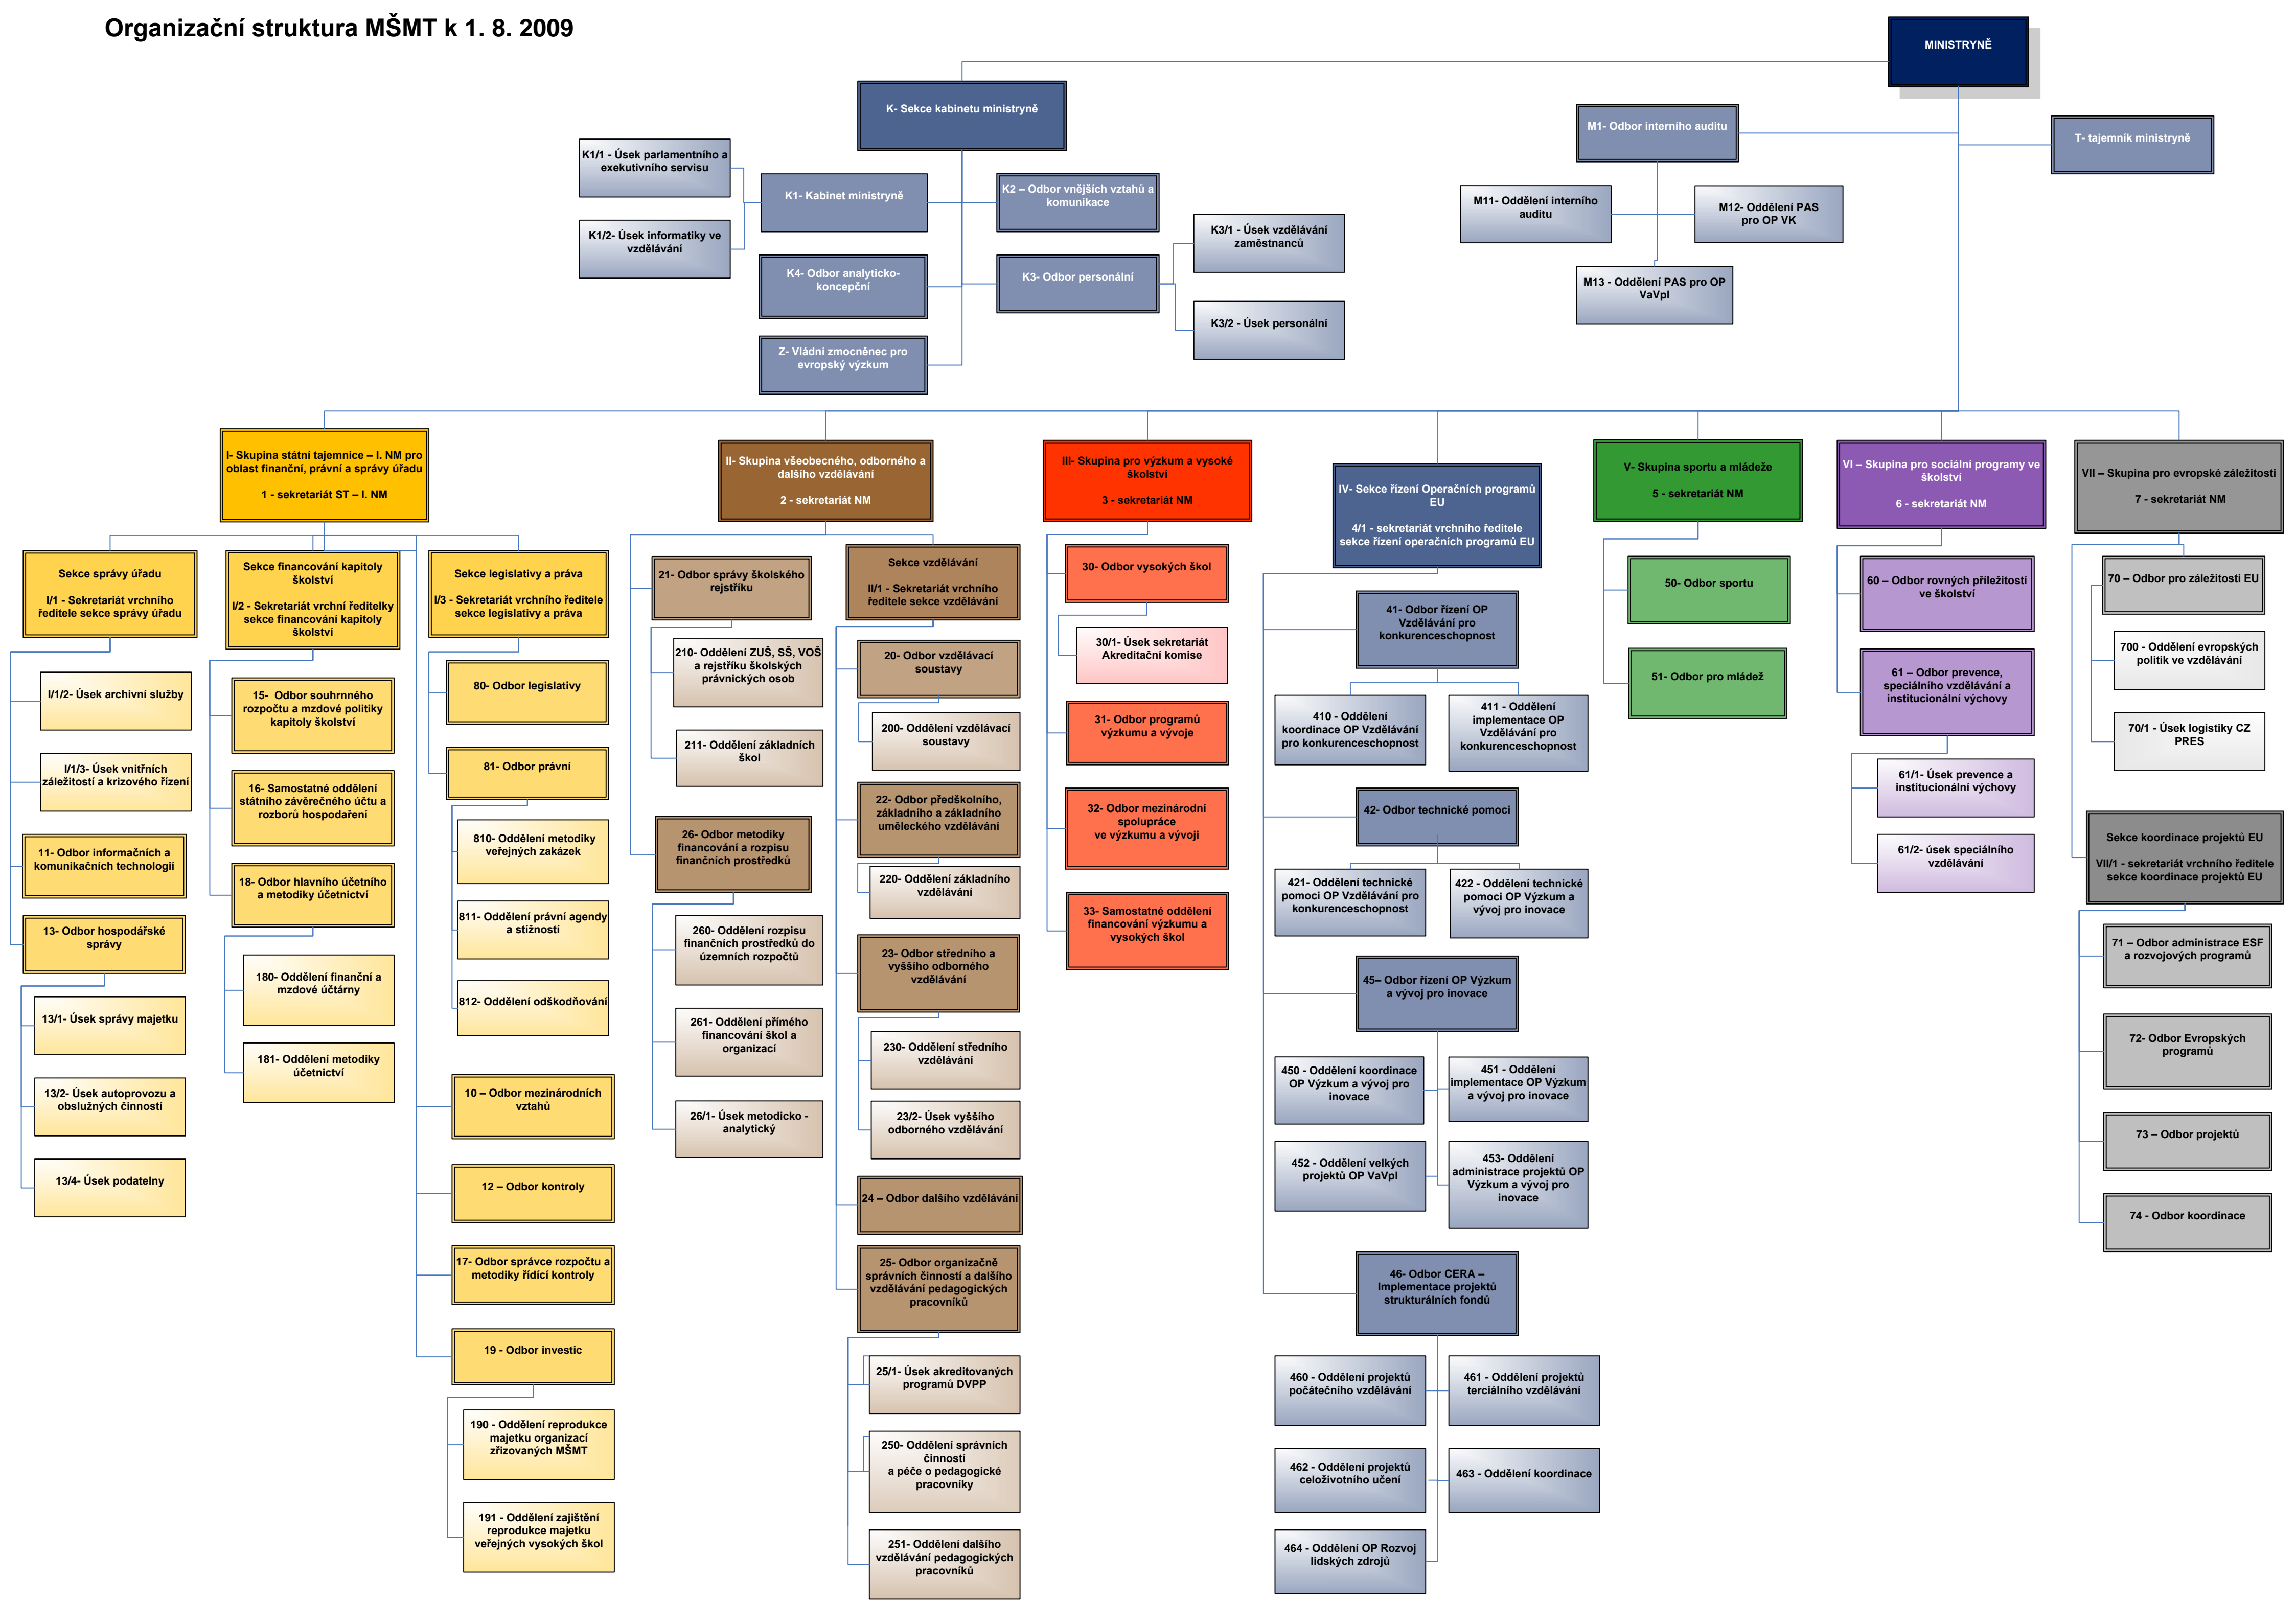 Organizační struktura MŠMT k 1. 8. 2009
MINISTRYNĚ
K- Sekce kabinetu ministryně
M1- Odbor interního auditu
T- tajemník ministryně
K1/1 - Úsek parlamentního a
exekutivního servisu
K1- Kabinet ministryně
K2 – Odbor vnějších vztahů a
komunikace
K1/2- Úsek informatiky ve
vzdělávání
M11- Oddělení interního
auditu
M12- Oddělení PAS
pro OP VK
K3/1 - Úsek vzdělávání
zaměstnanců
K4- Odbor analyticko-
koncepční
K3- Odbor personální
M13 - Oddělení PAS pro OP
VaVpI
K3/2 - Úsek personální
Z- Vládní zmocněnec pro
evropský výzkum
I- Skupina státní tajemnice – I. NM pro
oblast finanční, právní a správy úřadu
1 - sekretariát ST – I. NM
II- Skupina všeobecného, odborného a
dalšího vzdělávání
2 - sekretariát NM
III- Skupina pro výzkum a vysoké
školství
3 - sekretariát NM
IV- Sekce řízení Operačních programů
EU
4/1 - sekretariát vrchního ředitele
sekce řízení operačních programů EU
V- Skupina sportu a mládeže
5 - sekretariát NM
VI – Skupina pro sociální programy ve
školství
6 - sekretariát NM
VII – Skupina pro evropské záležitosti
7 - sekretariát NM
Sekce správy úřadu
I/1 - Sekretariát vrchního
ředitele sekce správy úřadu
I/1/2- Úsek archivní služby
I/1/3- Úsek vnitřních
záležitostí a krizového řízení
11- Odbor informačních a
komunikačních technologií
13- Odbor hospodářské
správy
13/1- Úsek správy majetku
13/2- Úsek autoprovozu a
obslužných činností
13/4- Úsek podatelny
Sekce financování kapitoly
školství
I/2 - Sekretariát vrchní ředitelky
sekce financování kapitoly
školství
15- Odbor souhrnného
rozpočtu a mzdové politiky
kapitoly školství
16- Samostatné oddělení
státního závěrečného účtu a
rozborů hospodaření
18- Odbor hlavního účetního
a metodiky účetnictví
180- Oddělení finanční a
mzdové účtárny
181- Oddělení metodiky
účetnictví
Sekce legislativy a práva
I/3 - Sekretariát vrchního ředitele
sekce legislativy a práva
80- Odbor legislativy
81- Odbor právní
810- Oddělení metodiky
veřejných zakázek
811- Oddělení právní agendy
a stížností
812- Oddělení odškodňování
10 – Odbor mezinárodních
vztahů
12 – Odbor kontroly
17- Odbor správce rozpočtu a
metodiky řídící kontroly
19 - Odbor investic
190 - Oddělení reprodukce
majetku organizací
zřizovaných MŠMT
191 - Oddělení zajištění
reprodukce majetku
veřejných vysokých škol
21- Odbor správy školského
rejstříku
210- Oddělení ZUŠ, SŠ, VOŠ
a rejstříku školských
právnických osob
211- Oddělení základních
škol
26- Odbor metodiky
financování a rozpisu
finančních prostředků
260- Oddělení rozpisu
finančních prostředků do
územních rozpočtů
261- Oddělení přímého
financování škol a
organizací
26/1- Úsek metodicko -
analytický
Sekce vzdělávání
II/1 - Sekretariát vrchního
ředitele sekce vzdělávání
20- Odbor vzdělávací
soustavy
200- Oddělení vzdělávací
soustavy
22- Odbor předškolního,
základního a základního
uměleckého vzdělávání
220- Oddělení základního
vzdělávání
23- Odbor středního a
vyššího odborného
vzdělávání
230- Oddělení středního
vzdělávání
23/2- Úsek vyššího
odborného vzdělávání
24 – Odbor dalšího vzdělávání
25- Odbor organizačně
správních činností a dalšího
vzdělávání pedagogických
pracovníků
25/1- Úsek akreditovaných
programů DVPP
250- Oddělení správních
činností
a péče o pedagogické
pracovníky
251- Oddělení dalšího
vzdělávání pedagogických
pracovníků
30- Odbor vysokých škol
30/1- Úsek sekretariát
Akreditační komise
31- Odbor programů
výzkumu a vývoje
32- Odbor mezinárodní
spolupráce
ve výzkumu a vývoji
33- Samostatné oddělení
financování výzkumu a
vysokých škol
41- Odbor řízení OP
Vzdělávání pro
konkurenceschopnost
410 - Oddělení
koordinace OP Vzdělávání
pro konkurenceschopnost
411 - Oddělení
implementace OP
Vzdělávání pro
konkurenceschopnost
42- Odbor technické pomoci
421- Oddělení technické
pomoci OP Vzdělávání pro
konkurenceschopnost
422 - Oddělení technické
pomoci OP Výzkum a
vývoj pro inovace
45– Odbor řízení OP Výzkum
a vývoj pro inovace
450 - Oddělení koordinace
OP Výzkum a vývoj pro
inovace
451 - Oddělení
implementace OP Výzkum
a vývoj pro inovace
452 - Oddělení velkých
projektů OP VaVpI
453- Oddělení
administrace projektů OP
Výzkum a vývoj pro
inovace
46- Odbor CERA –
Implementace projektů
strukturálních fondů
460 - Oddělení projektů
počátečního vzdělávání
461 - Oddělení projektů
terciálního vzdělávání
462 - Oddělení projektů
celoživotního učení
463 - Oddělení koordinace
464 - Oddělení OP Rozvoj
lidských zdrojů
50- Odbor sportu
51- Odbor pro mládež
60 – Odbor rovných příležitostí
ve školství
61 – Odbor prevence,
speciálního vzdělávání a
institucionální výchovy
61/1- Úsek prevence a
institucionální výchovy
61/2- úsek speciálního
vzdělávání
70 – Odbor pro záležitosti EU
700 - Oddělení evropských
politik ve vzdělávání
70/1 - Úsek logistiky CZ
PRES
Sekce koordinace projektů EU
VII/1 - sekretariát vrchního ředitele
sekce koordinace projektů EU
71 – Odbor administrace ESF
a rozvojových programů
72- Odbor Evropských
programů
73 – Odbor projektů
74 - Odbor koordinace